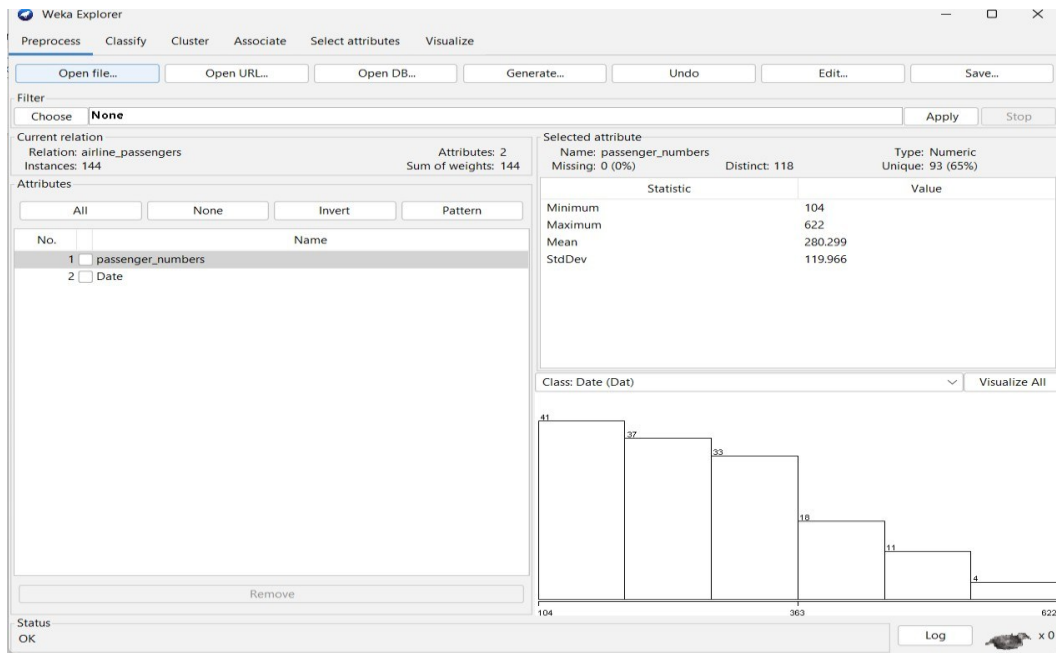 Weka Explorer
Preprocess Classify Cluster Associate Select attributes Visualize
Open file... Open URL... Open DB... Generate... Undo Edit... Save...
Filter
Choose None Apply Stop
Current relation
Relation: airline_passengers Attributes: 2
Instances: 144 Sum of weights: 144
Attributes
All None Invert Pattern
No. Name
1 passenger_numbers
2 Date
Remove
Selected attribute
Name: passenger_numbers Type: Numeric
Missing: 0 (0%) Distinct: 118 Unique: 93 (65%)
Statistic Value
Minimum 104
Maximum 622
Mean 280.299
StdDev 119.966
Class: Date (Dat) Visualize All
41
37
33
18
11
4
104 363 622
Status
OK
Log x 0